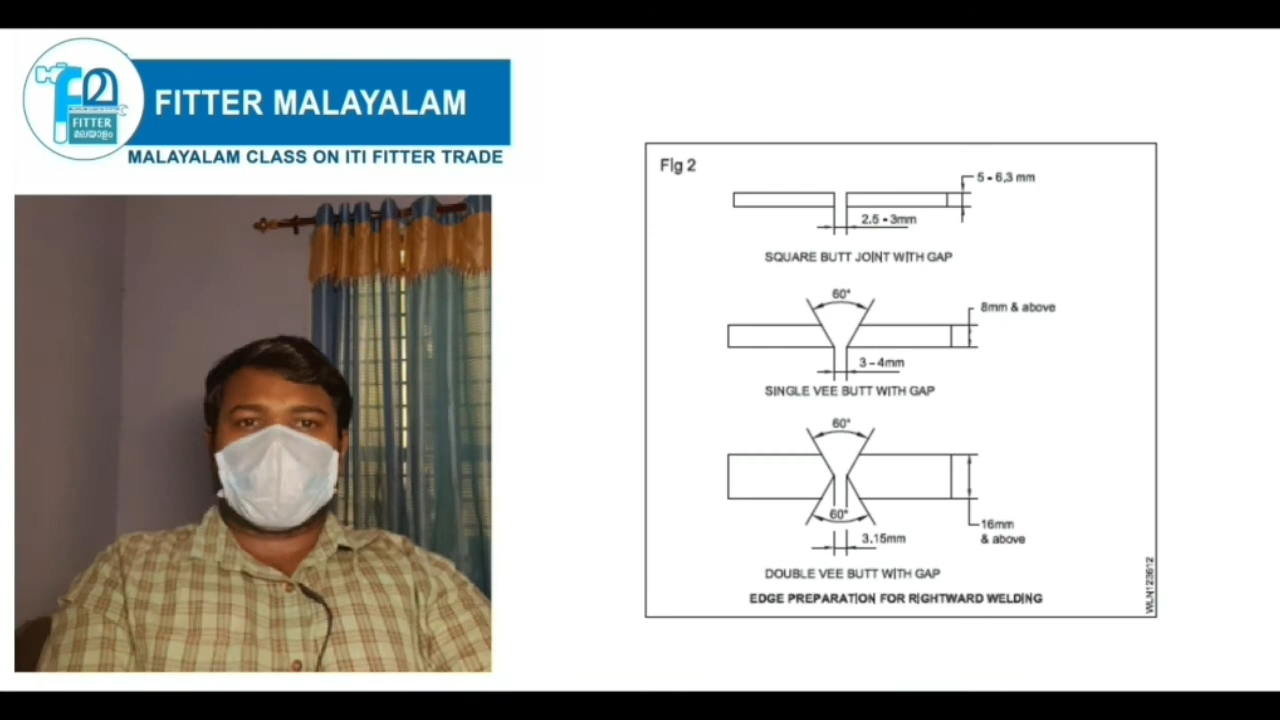 FITTER
മലയാളം
FITTER MALAYALAM
MALAYALAM CLASS ON ITI FITTER TRADE
Fig 2
5 - 6,3 mm
2.5 - 3mm
SQUARE BUTT JOINT WITH GAP
60°
8mm & above
3 - 4mm
SINGLE VEE BUTT WITH GAP
60°
60°
16mm
& above
3,15mm
DOUBLE VEE BUTT WITH GAP
EDGE PREPARATION FOR RIGHTWARD WELDING
WLN123612